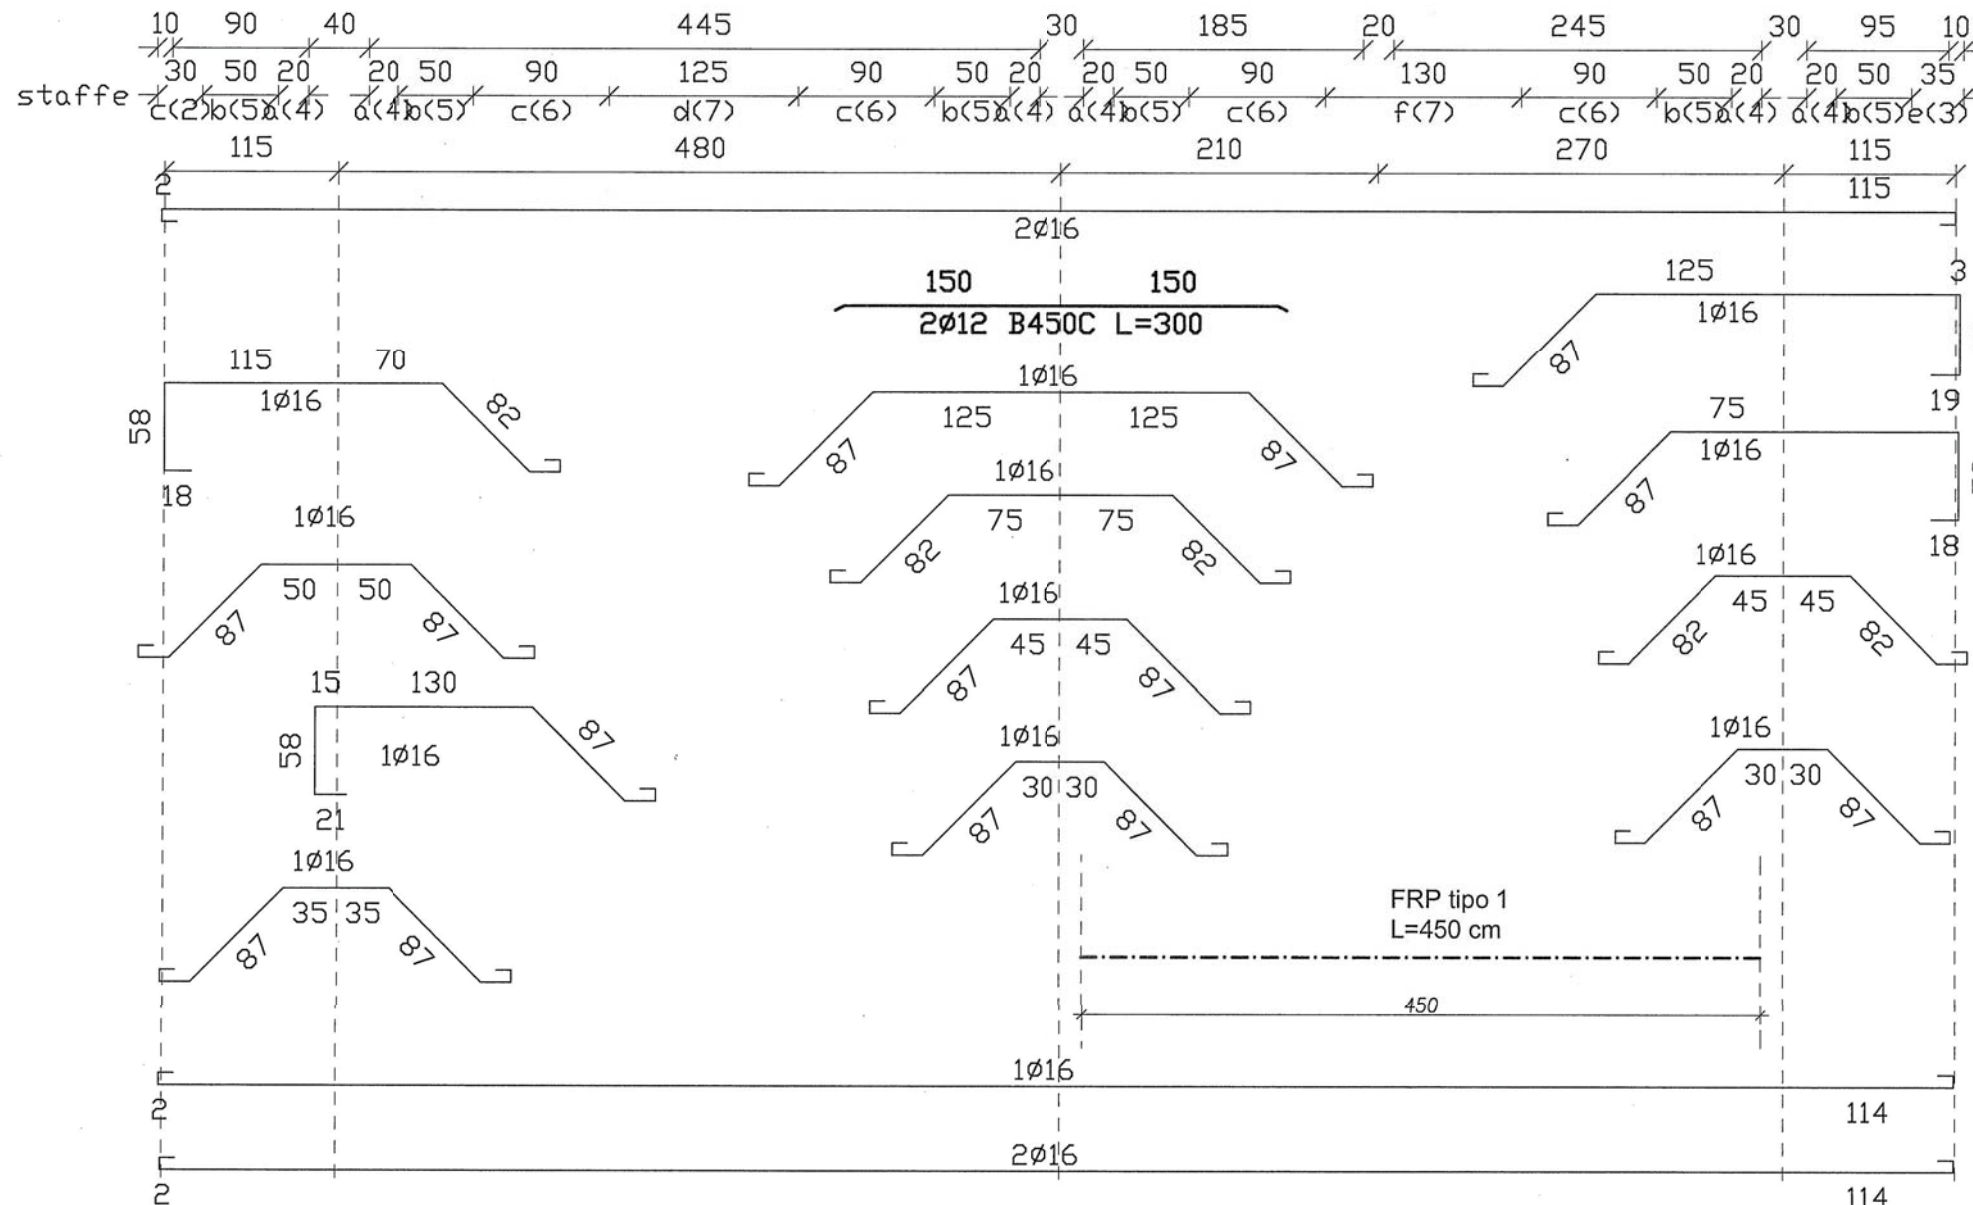 10 90 40 445 30 185 20 245 30 95 10
30 50 20 20 50 90 125 90 50 20 20 50 90 130 90 50 20 20 50 35
staffe c(2) b(5) a(4) a(4) b(5) c(6) d(7) c(6) b(5) a(4) a(4) b(5) c(6) f(7) c(6) b(5) a(4) a(4) b(5) e(3)
115 480 210 270 115
2 115
2ø16
150 150 125 3
2ø12 B450C L=300 1ø16
87
115 70 1ø16
1ø16 82 125 125 19
58 87 87 75
1ø16 1ø16
18 87
1ø16 75 75 18
82 82 1ø16
50 50 1ø16 45 45
87 87 45 45 82 82
15 130 87 87
58 1ø16 87 1ø16 1ø16
21 30 30 30 30
1ø16 87 87 87 87
35 35 FRP tipo 1
87 87 L=450 cm
450
1ø16
2 114
2ø16
2 114